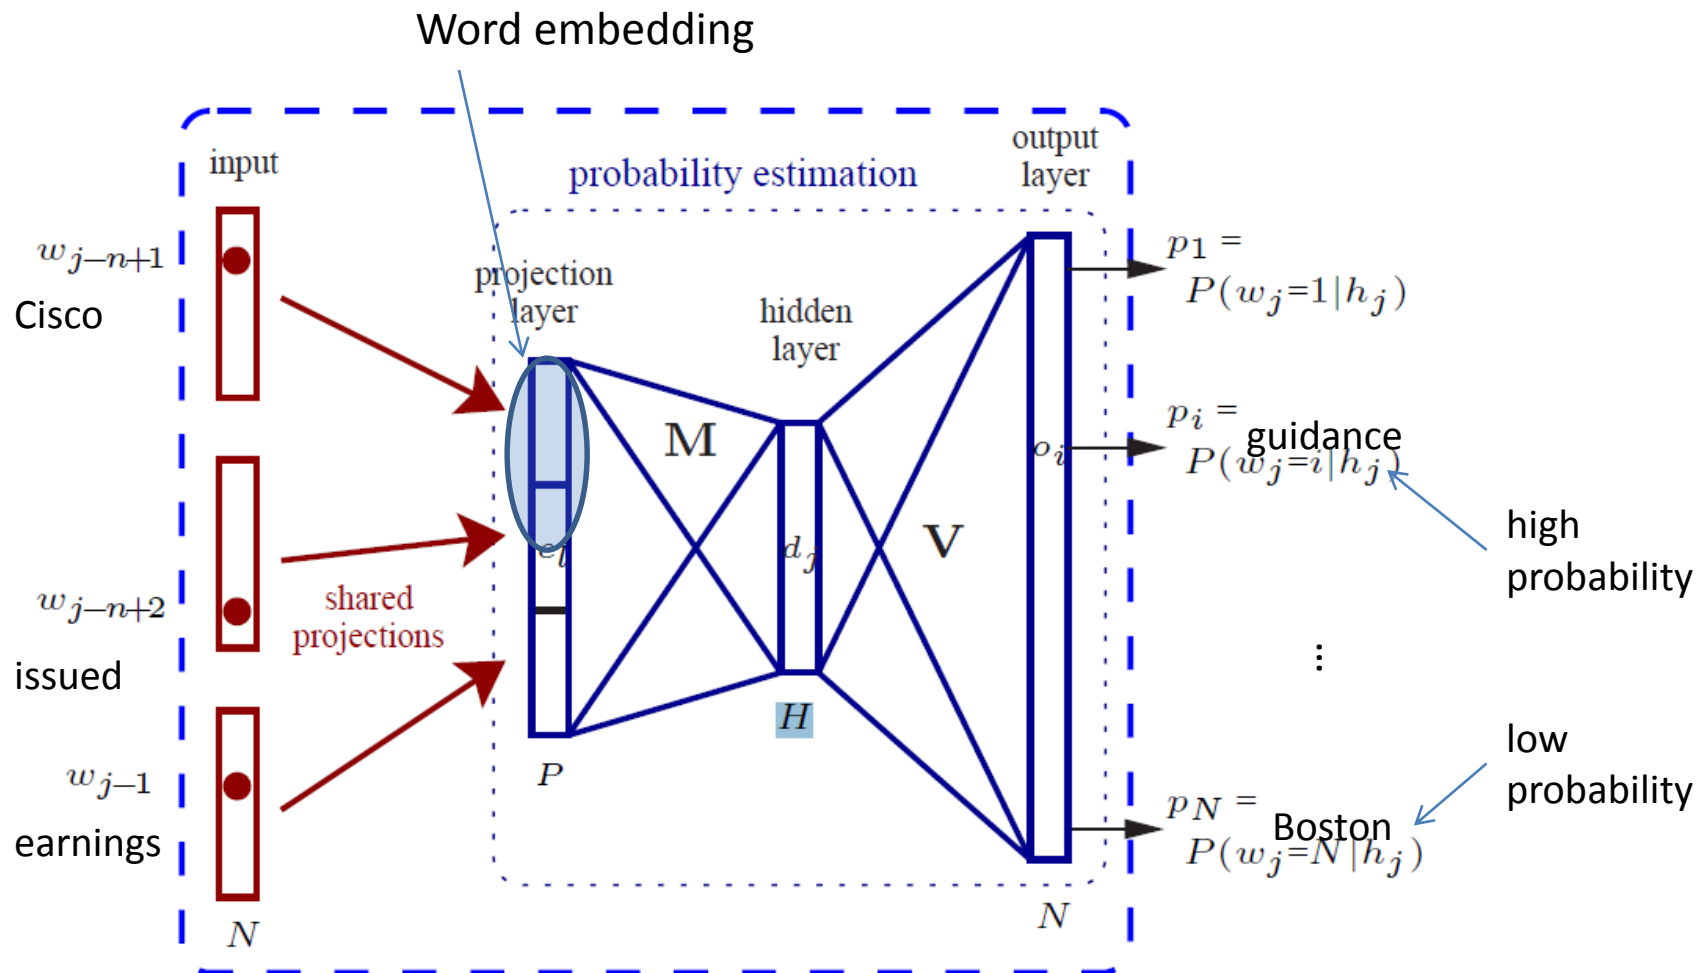 Word embedding
input
probability estimation
output
layer
w_{j-n+1}
Cisco
projection
layer
hidden
layer
p_1 =
P(w_j=1|h_j)
M
p_i =
guidance
P(w_j=i|h_j)
o_i
c_l
d_j
V
high
probability
shared
projections
w_{j-n+2}
issued
⋮
H
low
probability
P
w_{j-1}
earnings
p_N =
Boston
P(w_j=N|h_j)
N
N